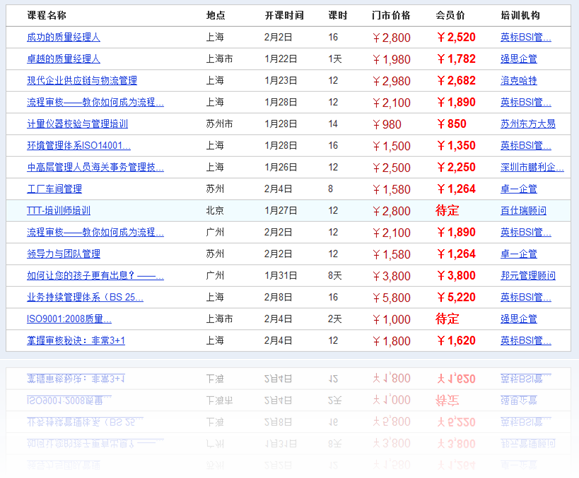 课程名称 地点 开课时间 课时 门市价格 会员价 培训机构
成功的质量经理人 上海 2月2日 16 ￥2,800 ￥2,520 英标BSI管...
卓越的质量经理人 上海市 1月22日 1天 ￥1,980 ￥1,782 强思企管
现代企业供应链与物流管理 上海 1月23日 12 ￥2,980 ￥2,682 洛克哈特
流程审核——教你如何成为流程... 上海 1月28日 12 ￥2,100 ￥1,890 英标BSI管...
计量仪器校验与管理培训 苏州市 1月28日 14 ￥980 ￥850 苏州东方大易
环境管理体系ISO14001... 上海 1月28日 16 ￥1,500 ￥1,350 英标BSI管...
中高层管理人员海关事务管理技... 上海 1月26日 12 ￥2,500 ￥2,250 深圳市鹏利企...
工厂车间管理 苏州 2月4日 8 ￥1,580 ￥1,264 卓一企管
TTT-培训师培训 北京 1月27日 12 ￥2,800 待定 百仕瑞顾问
流程审核——教你如何成为流程... 广州 2月2日 12 ￥2,100 ￥1,890 英标BSI管...
领导力与团队管理 苏州 2月2日 12 ￥1,580 ￥1,264 卓一企管
如何让您的孩子更有出息？——... 广州 1月31日 8天 ￥3,800 ￥3,800 邦元管理顾问
业务持续管理体系（BS 25... 上海 2月8日 16 ￥5,800 ￥5,220 英标BSI管...
ISO9001:2008质量... 上海市 2月4日 2天 ￥1,000 待定 强思企管
掌握审核秘诀：非常3+1 上海 2月4日 12 ￥1,800 ￥1,620 英标BSI管...